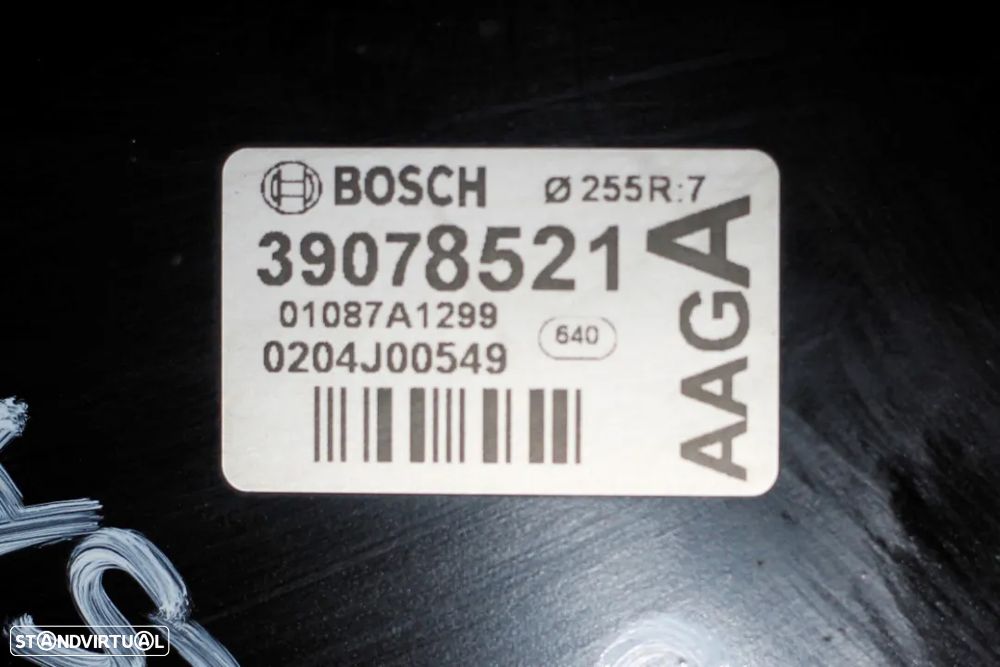 BOSCH Ø 255R:7
39078521
01087A1299
0204J00549
640
AAGA
STANDVIRTUAL